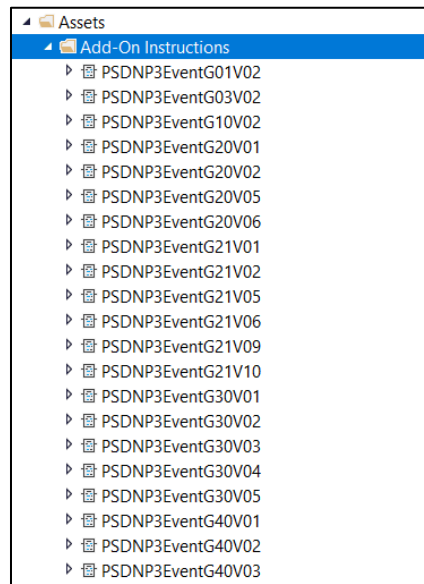 Assets
Add-On Instructions
PSDNP3EventG01V02
PSDNP3EventG03V02
PSDNP3EventG10V02
PSDNP3EventG20V01
PSDNP3EventG20V02
PSDNP3EventG20V05
PSDNP3EventG20V06
PSDNP3EventG21V01
PSDNP3EventG21V02
PSDNP3EventG21V05
PSDNP3EventG21V06
PSDNP3EventG21V09
PSDNP3EventG21V10
PSDNP3EventG30V01
PSDNP3EventG30V02
PSDNP3EventG30V03
PSDNP3EventG30V04
PSDNP3EventG30V05
PSDNP3EventG40V01
PSDNP3EventG40V02
PSDNP3EventG40V03